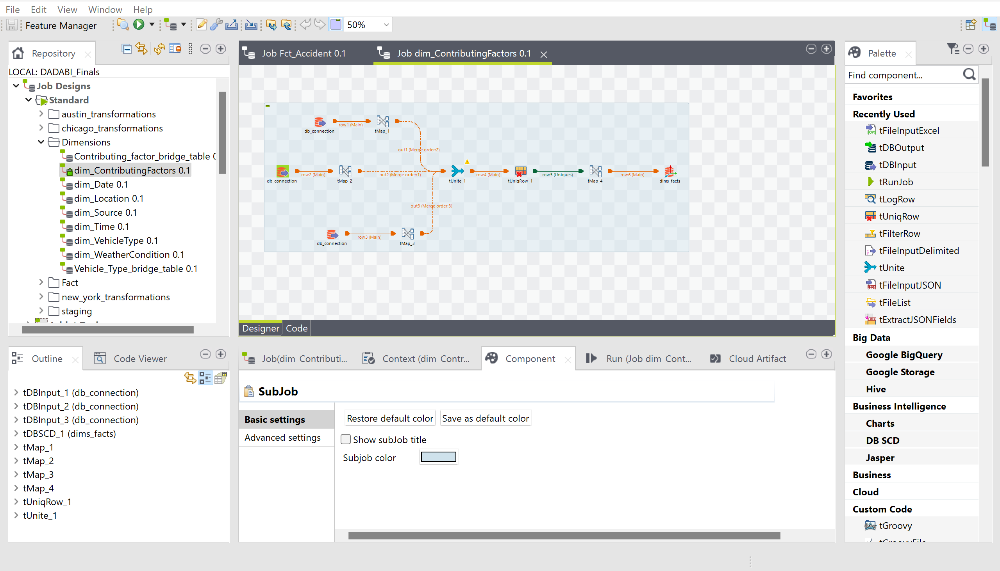 File Edit View Window Help
Feature Manager
50%
Repository
LOCAL: DADABI_Finals
Job Designs
Standard
austin_transformations
chicago_transformations
Dimensions
Contributing_factor_bridge_table
dim_ContributingFactors 0.1
dim_Date 0.1
dim_Location 0.1
dim_Source 0.1
dim_Time 0.1
dim_VehicleType 0.1
dim_WeatherCondition 0.1
Vehicle_Type_bridge_table 0.1
Fact
new_york_transformations
staging
Job Fct_Accident 0.1
Job dim_ContributingFactors 0.1
db_connection
row1 (Main)
tMap_1
out1 (Merge order:2)
db_connection
row2 (Main)
tMap_2
out2 (Merge order:1)
tUnite_1
row4 (Main)
tUniqRow_1
row5 (Uniques)
tMap_4
row6 (Main)
dims_facts
out3 (Merge order:3)
db_connection
row3 (Main)
tMap_3
Designer Code
Palette
Find component...
Favorites
Recently Used
tFileInputExcel
tDBOutput
tDBInput
tRunJob
tLogRow
tUniqRow
tFilterRow
tFileInputDelimited
tUnite
tFileInputJSON
tFileList
tExtractJSONFields
Big Data
Google BigQuery
Google Storage
Hive
Business Intelligence
Charts
DB SCD
Jasper
Business
Cloud
Custom Code
tGroovy
Outline
Code Viewer
tDBInput_1 (db_connection)
tDBInput_2 (db_connection)
tDBInput_3 (db_connection)
tDBSCD_1 (dims_facts)
tMap_1
tMap_2
tMap_3
tMap_4
tUniqRow_1
tUnite_1
Job(dim_Contributi...
Context (dim_Contr...
Component
Run (Job dim_Cont...
Cloud Artifact
SubJob
Basic settings
Advanced settings
Restore default color
Save as default color
Show subJob title
Subjob color